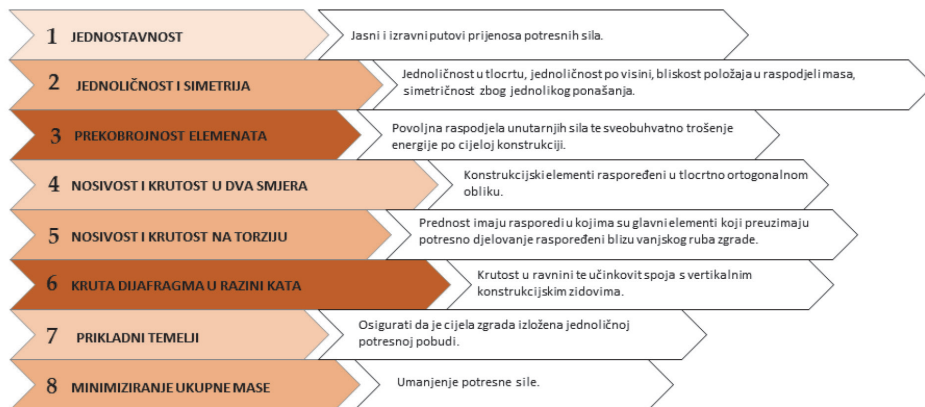 1 JEDNOSTAVNOST
Jasni i izravni putovi prijenosa potresnih sila.
2 JEDNOLIČNOST I SIMETRIJA
Jednoličnost u tlocrtu, jednoličnost po visini, bliskost položaja u raspodjeli masa,
simetričnost zbog jednolikog ponašanja.
3 PREKOBROJNOST ELEMENATA
Povoljna raspodjela unutarnjih sila te sveobuhvatno trošenje
energije po cijeloj konstrukciji.
4 NOSIVOST I KRUTOST U DVA SMJERA
Konstrukcijski elementi raspoređeni u tlocrtno ortogonalnom
obliku.
5 NOSIVOST I KRUTOST NA TORZIJU
Prednost imaju rasporedi u kojima su glavni elementi koji preuzimaju
potresno djelovanje raspoređeni blizu vanjskog ruba zgrade.
6 KRUTA DIJAFRAGMA U RAZINI KATA
Krutost u ravnini te učinkovit spoja s vertikalnim
konstrukcijskim zidovima.
7 PRIKLADNI TEMELJI
Osigurati da je cijela zgrada izložena jednoličnoj
potresnoj pobudi.
8 MINIMIZIRANJE UKUPNE MASE
Umanjenje potresne sile.